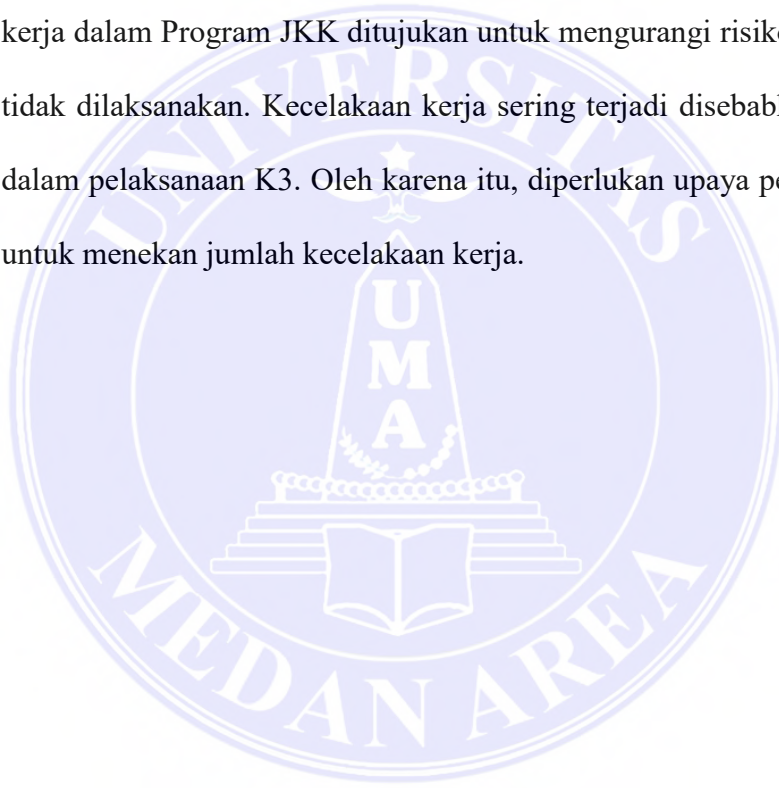 kerja dalam Program JKK ditujukan untuk mengurangi
tidak dilaksanakan. Kecelakaan kerja sering terjadi
dalam pelaksanaan K3. Oleh karena itu, diperlukan upaya
untuk menekan jumlah kecelakaan kerja.
UNIVERSITAS
U
M
A
MEDAN AREA